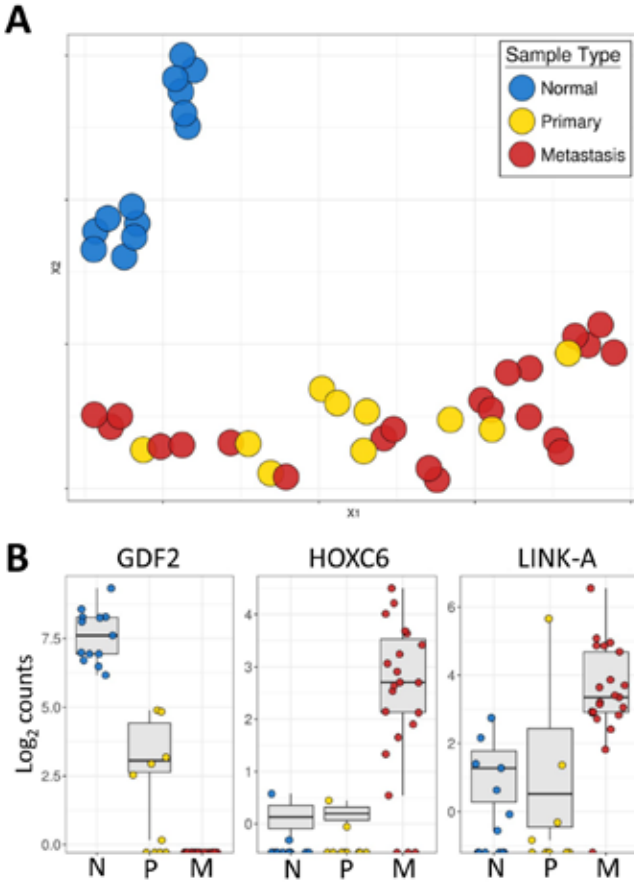 A
Sample Type
Normal
Primary
Metastasis
X2
X1
B
GDF2 HOXC6 LINK-A
Log2 counts
7.5
5.0
2.5
0.0
4
3
2
1
0
6
4
2
0
N P M N P M N P M